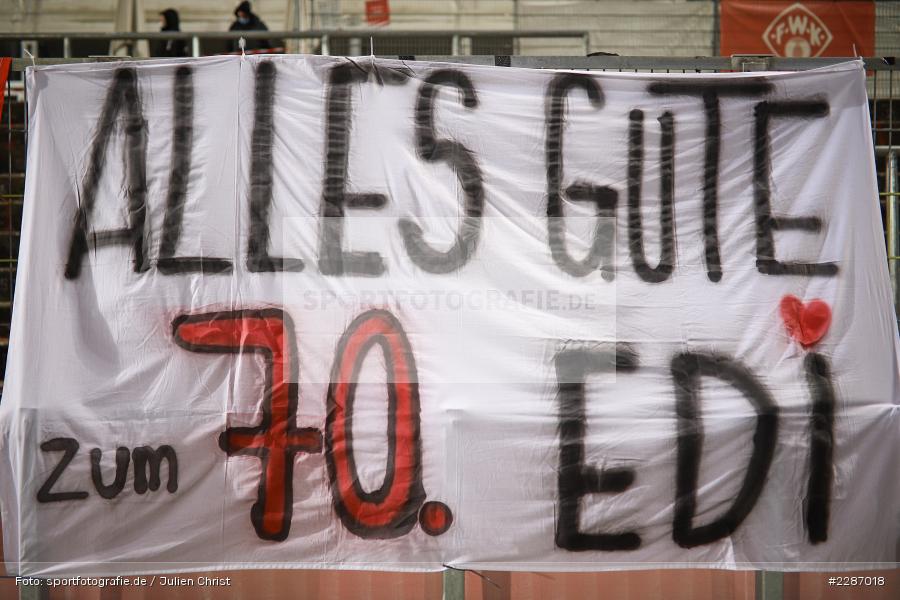 FWK
ALLES GUTE
zum 70. EDi
SPORTFOTOGRAFIE.DE
Foto: sportfotografie.de / Julien Christ
#2287018